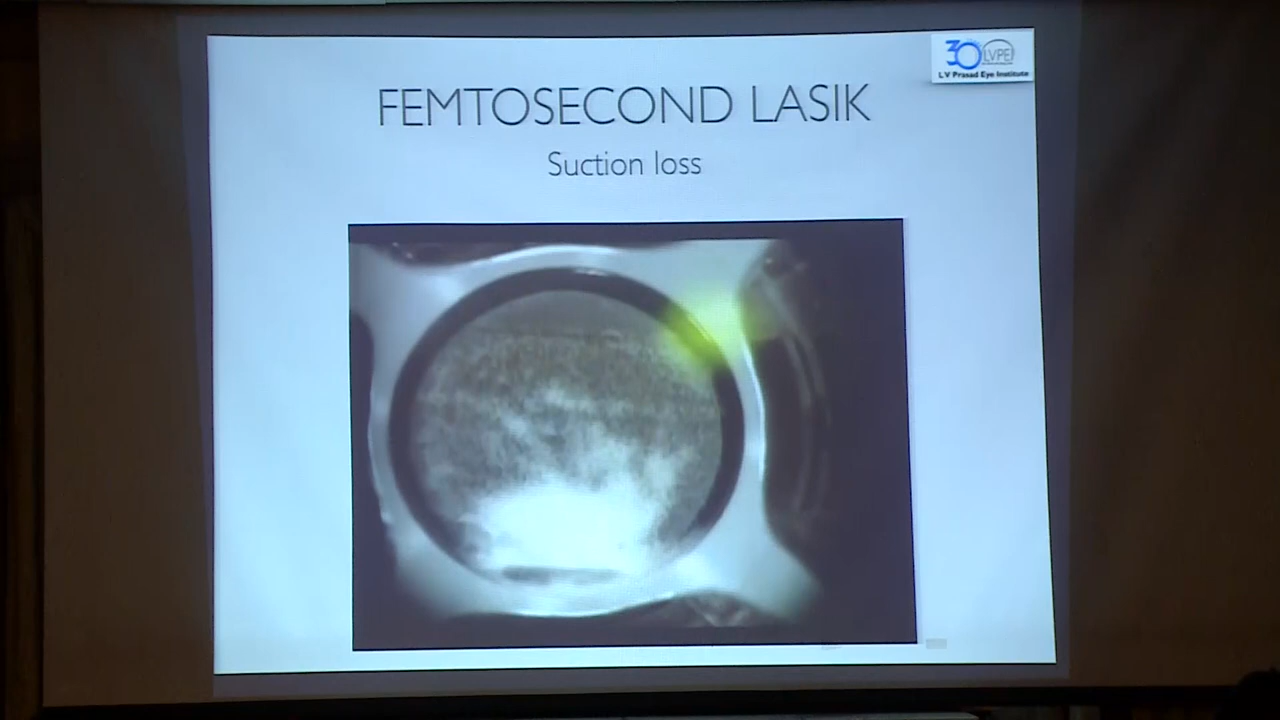 30
LVPEI
L V Prasad Eye Institute
FEMTOSECOND LASIK
Suction loss